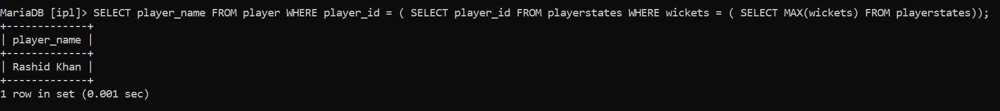 MariaDB [ipl]> SELECT player_name FROM player WHERE player_id = ( SELECT player_id FROM playerstates WHERE wickets = ( SELECT MAX(wickets) FROM playerstates));
+-------------+
| player_name |
+-------------+
| Rashid Khan |
+-------------+
1 row in set (0.001 sec)